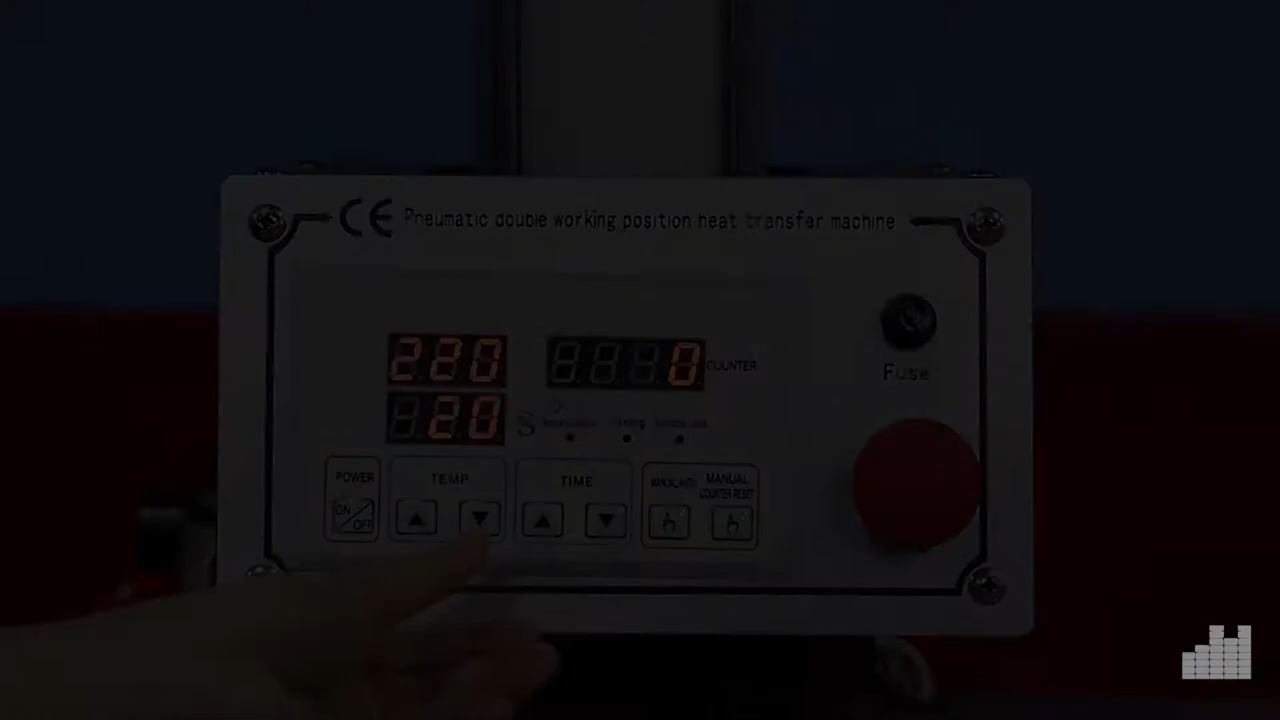 CE Pneumatic double working position heat transfer machine
220
0 COUNTER
20 S
Fuse
POWER
ON OFF
TEMP
TIME
MANUAL
COUNTER RESET